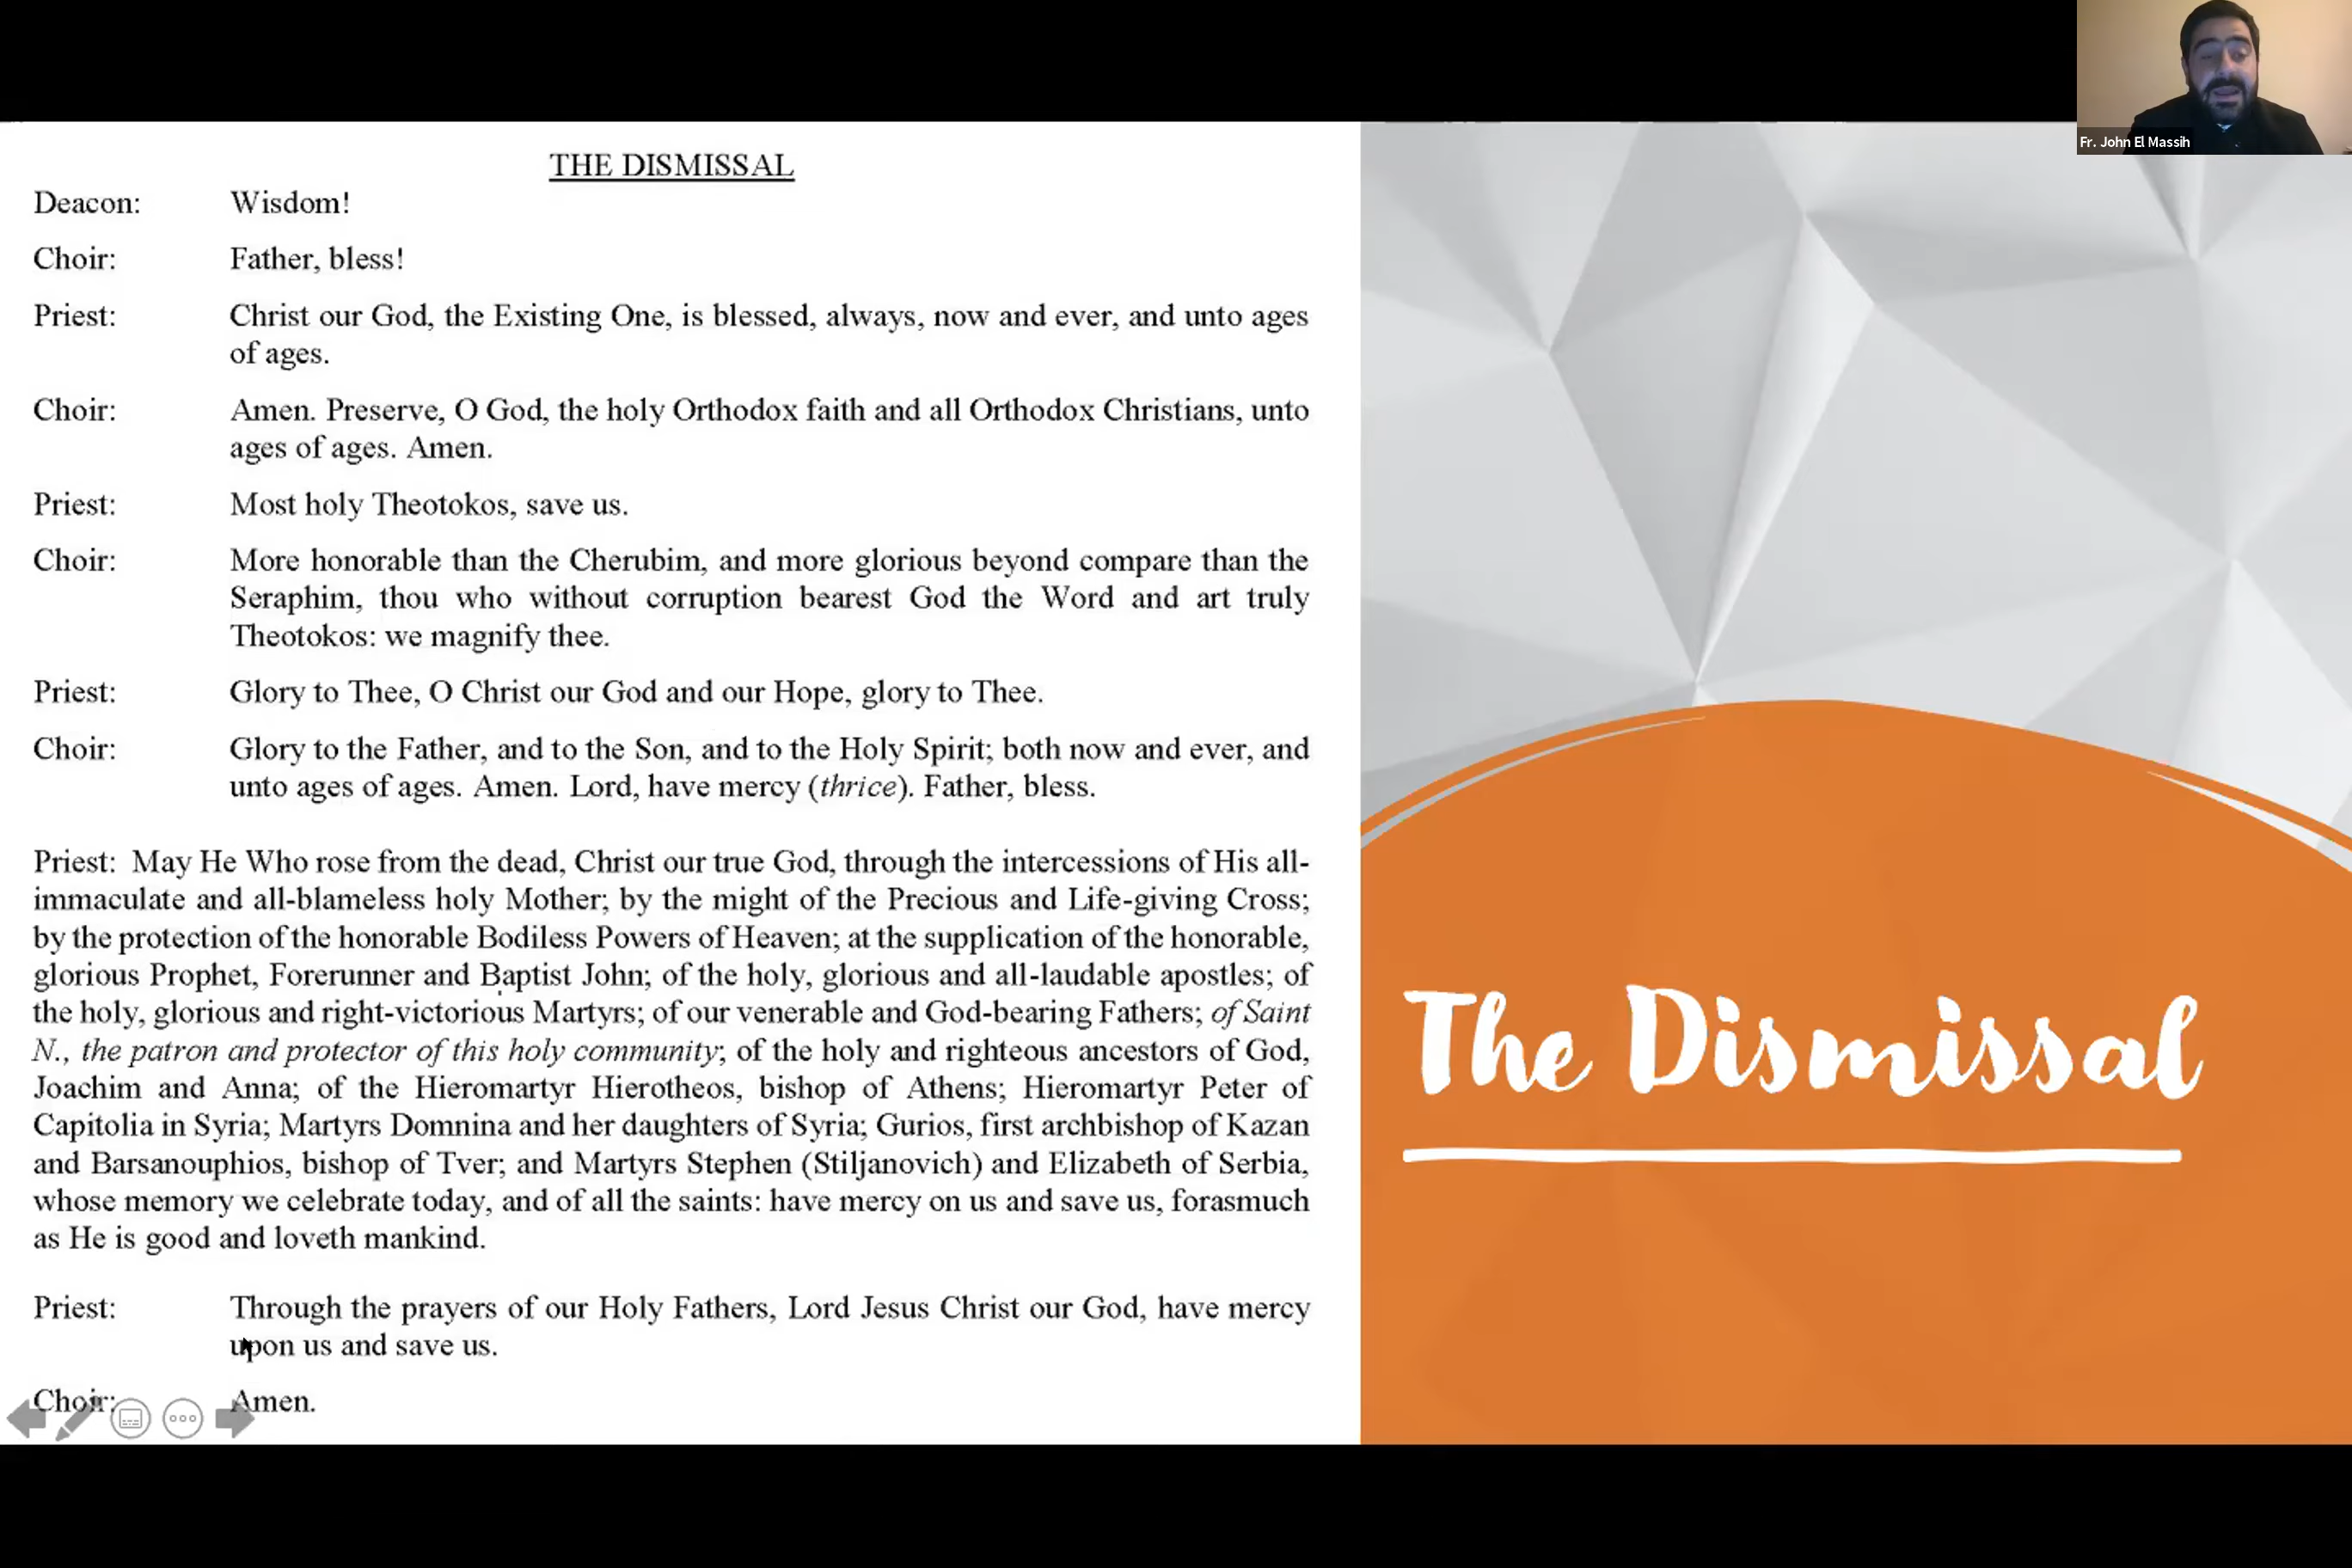 Fr. John El Massih
THE DISMISSAL
Deacon: Wisdom!
Choir: Father, bless!
Priest: Christ our God, the Existing One, is blessed, always, now and ever, and unto ages
of ages.
Choir: Amen. Preserve, O God, the holy Orthodox faith and all Orthodox Christians, unto
ages of ages. Amen.
Priest: Most holy Theotokos, save us.
Choir: More honorable than the Cherubim, and more glorious beyond compare than the
Seraphim, thou who without corruption bearest God the Word and art truly
Theotokos: we magnify thee.
Priest: Glory to Thee, O Christ our God and our Hope, glory to Thee.
Choir: Glory to the Father, and to the Son, and to the Holy Spirit; both now and ever, and
unto ages of ages. Amen. Lord, have mercy (thrice). Father, bless.
Priest: May He Who rose from the dead, Christ our true God, through the intercessions of His all-
immaculate and all-blameless holy Mother; by the might of the Precious and Life-giving Cross;
by the protection of the honorable Bodiless Powers of Heaven; at the supplication of the honorable,
glorious Prophet, Forerunner and Baptist John; of the holy, glorious and all-laudable apostles; of
the holy, glorious and right-victorious Martyrs; of our venerable and God-bearing Fathers; of Saint
N., the patron and protector of this holy community; of the holy and righteous ancestors of God,
Joachim and Anna; of the Hieromartyr Hierotheos, bishop of Athens; Hieromartyr Peter of
Capitolia in Syria; Martyrs Domnina and her daughters of Syria; Gurios, first archbishop of Kazan
and Barsanouphios, bishop of Tver; and Martyrs Stephen (Stiljanovich) and Elizabeth of Serbia,
whose memory we celebrate today, and of all the saints: have mercy on us and save us, forasmuch
as He is good and loveth mankind.
Priest: Through the prayers of our Holy Fathers, Lord Jesus Christ our God, have mercy
upon us and save us.
Choir: Amen.
The Dismissal